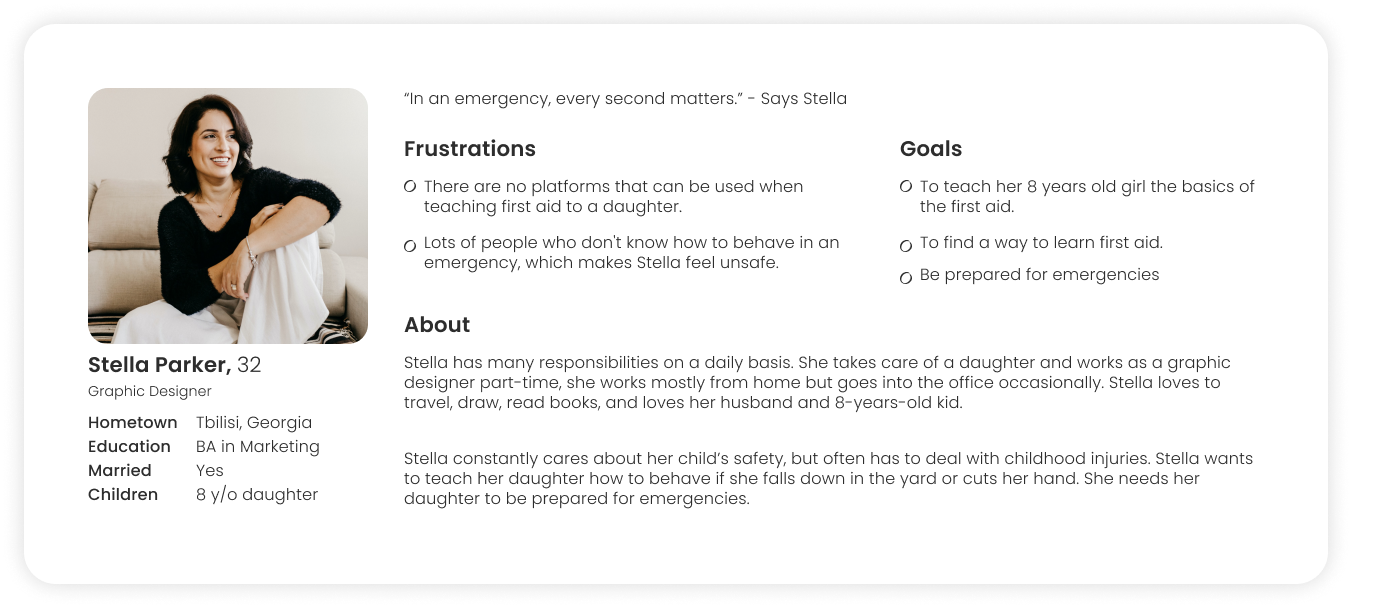 “In an emergency, every second matters.” - Says Stella
Frustrations
There are no platforms that can be used when
teaching first aid to a daughter.
Lots of people who don't know how to behave in an
emergency, which makes Stella feel unsafe.
Goals
To teach her 8 years old girl the basics of
the first aid.
To find a way to learn first aid.
Be prepared for emergencies
About
Stella has many responsibilities on a daily basis. She takes care of a daughter and works as a graphic
designer part-time, she works mostly from home but goes into the office occasionally. Stella loves to
travel, draw, read books, and loves her husband and 8-years-old kid.
Stella constantly cares about her child’s safety, but often has to deal with childhood injuries. Stella wants
to teach her daughter how to behave if she falls down in the yard or cuts her hand. She needs her
daughter to be prepared for emergencies.
Stella Parker, 32
Graphic Designer
Hometown Tbilisi, Georgia
Education BA in Marketing
Married Yes
Children 8 y/o daughter